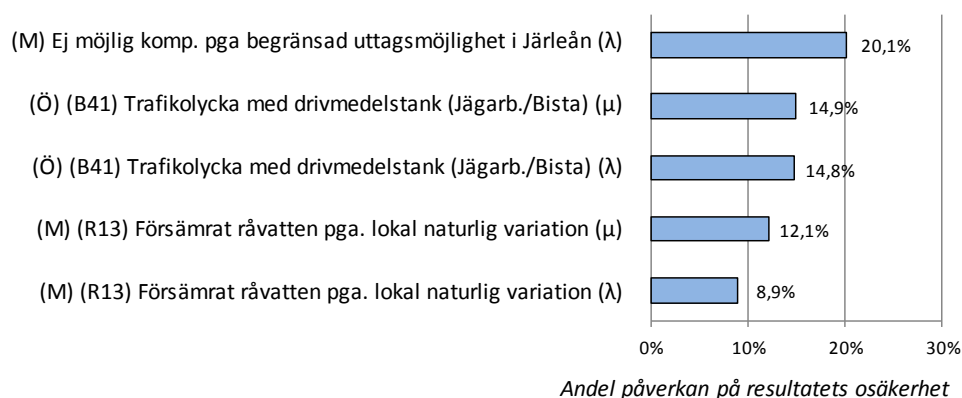 (M) Ej möjlig komp. pga begränsad uttagsmöjlighet i Järleån (λ) 20,1%
(Ö) (B41) Trafikolycka med drivmedelstank (Jägarb./Bista) (μ) 14,9%
(Ö) (B41) Trafikolycka med drivmedelstank (Jägarb./Bista) (λ) 14,8%
(M) (R13) Försämrat råvatten pga. lokal naturlig variation (μ) 12,1%
(M) (R13) Försämrat råvatten pga. lokal naturlig variation (λ) 8,9%
0% 10% 20% 30%
Andel påverkan på resultatets osäkerhet